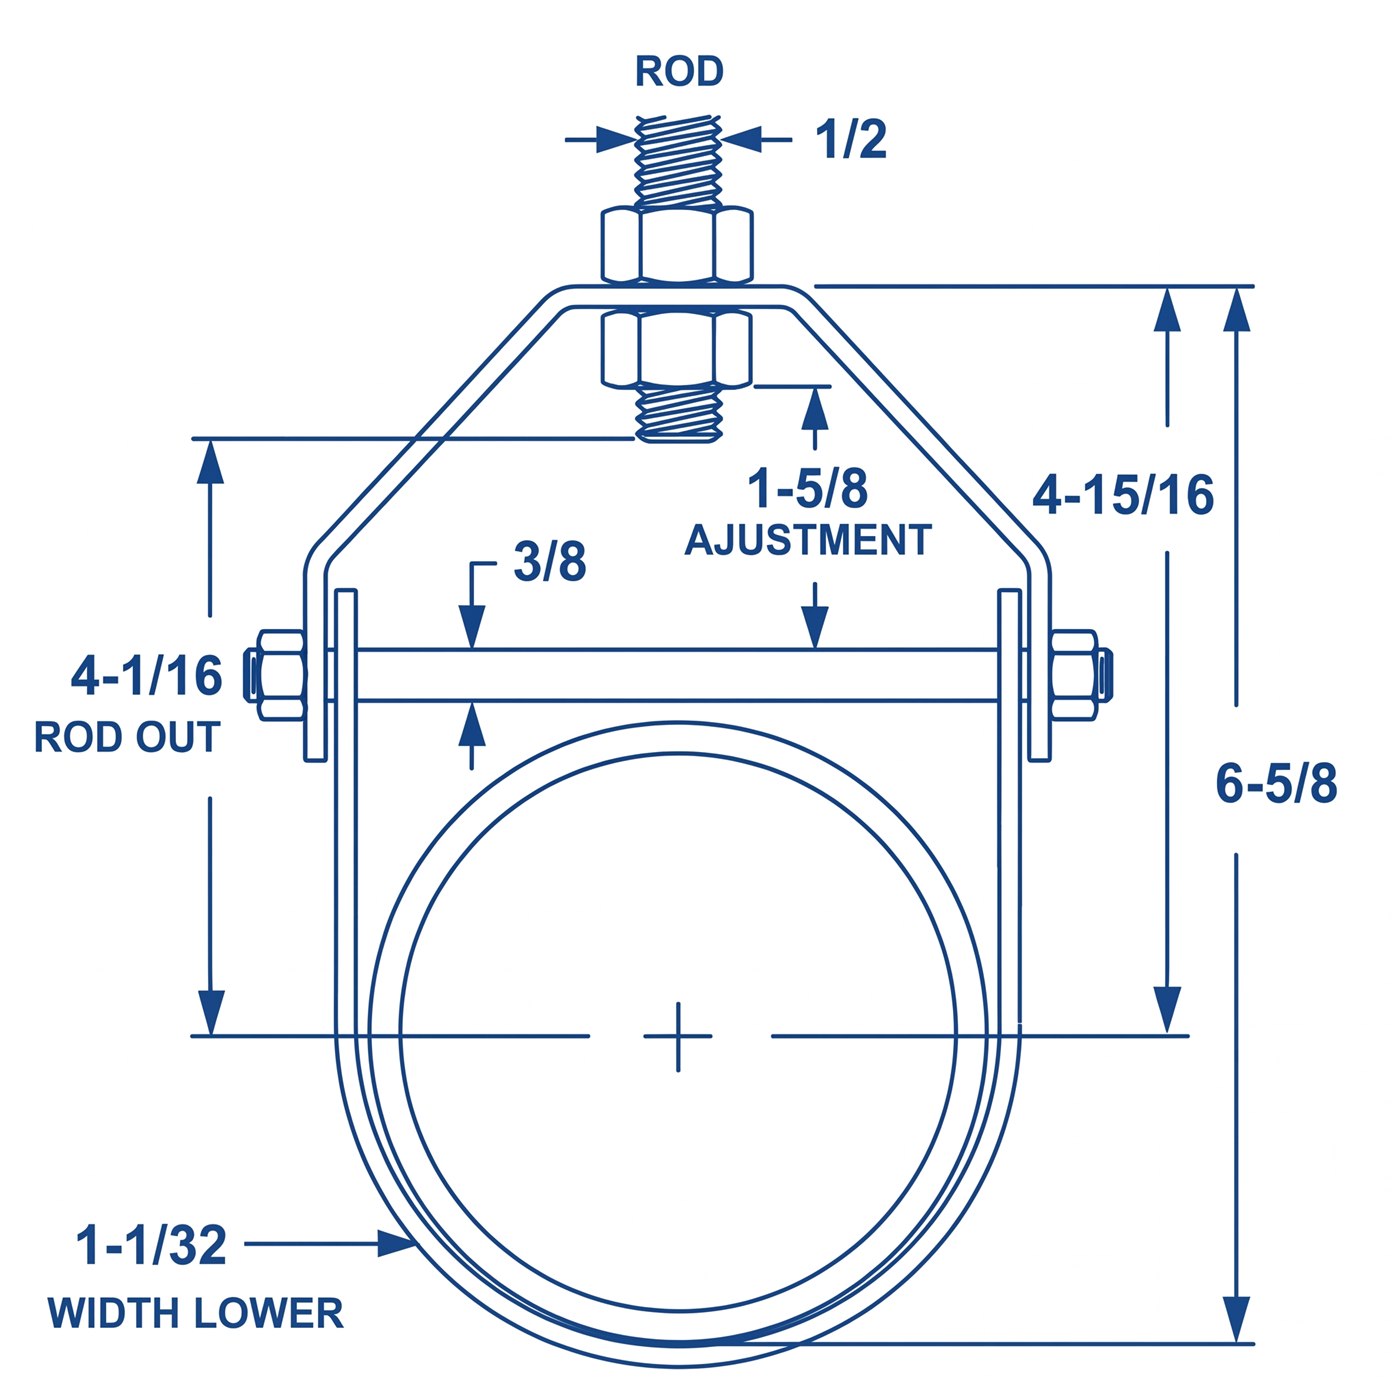 ROD
1/2
1-5/8
AJUSTMENT
4-15/16
3/8
4-1/16
ROD OUT
6-5/8
1-1/32
WIDTH LOWER